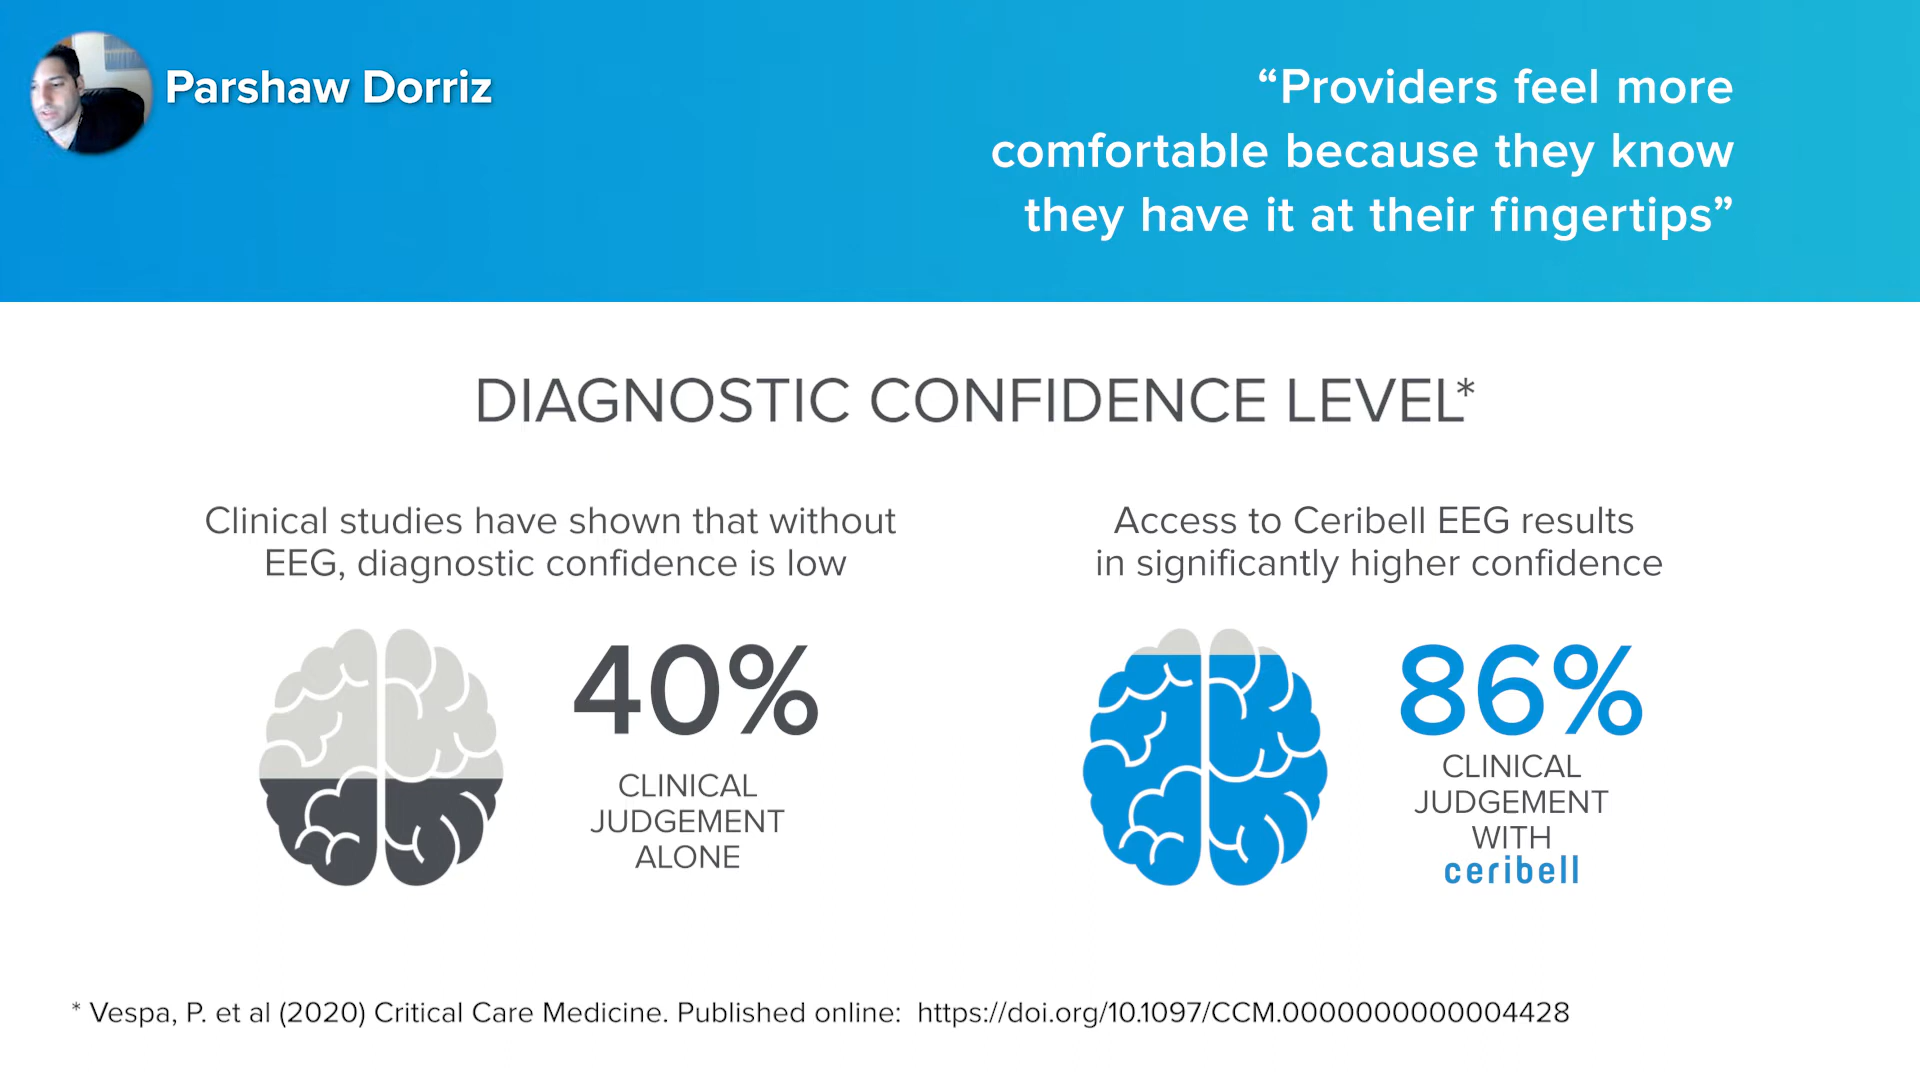 Parshaw Dorriz
“Providers feel more
comfortable because they know
they have it at their fingertips”
DIAGNOSTIC CONFIDENCE LEVEL*
Clinical studies have shown that without
EEG, diagnostic confidence is low
40%
CLINICAL
JUDGEMENT
ALONE
Access to Ceribell EEG results
in significantly higher confidence
86%
CLINICAL
JUDGEMENT
WITH
ceribell
* Vespa, P. et al (2020) Critical Care Medicine. Published online: https://doi.org/10.1097/CCM.0000000000004428